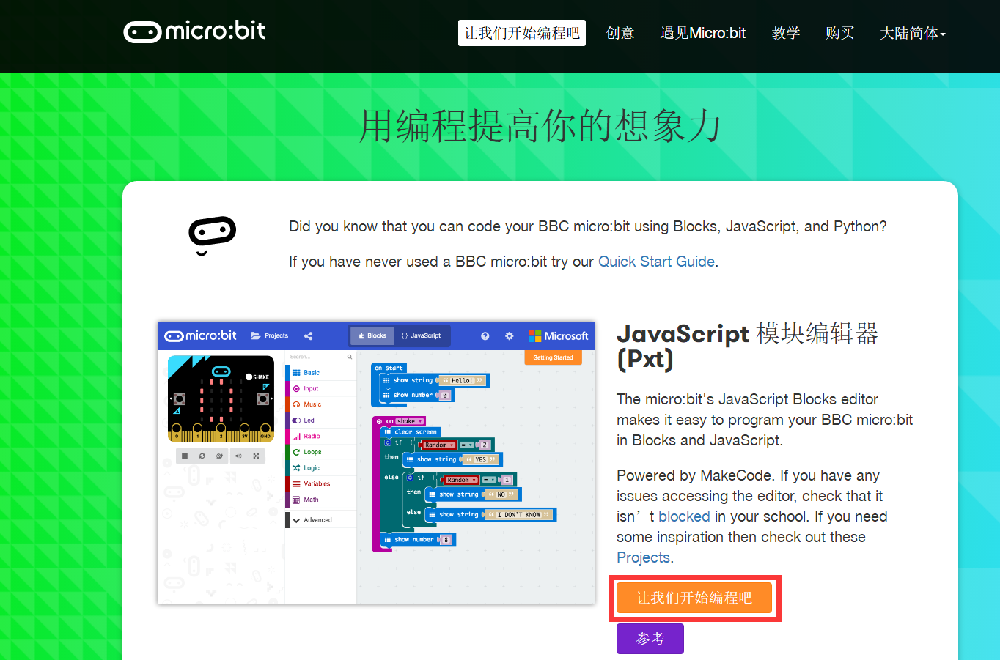 micro:bit
让我们开始编程吧 创意 遇见Micro:bit 教学 购买 大陆简体
用编程提高你的想象力
Did you know that you can code your BBC micro:bit using Blocks, JavaScript, and Python?
If you have never used a BBC micro:bit try our Quick Start Guide.
micro:bit Projects Blocks {} JavaScript Microsoft
Search...
Getting Started
SHAKE
0 1 2 3V GND
Basic
Input
Music
Led
Radio
Loops
Logic
Variables
Math
Advanced
on start
show string “ Hello! ”
show number 0
on shake
clear screen
if Random = 2
then show string “ YES ”
else if Random = 1
then show string “ NO ”
else show string “ I DON'T KNOW ”
show number 8
JavaScript 模块编辑器
(Pxt)
The micro:bit's JavaScript Blocks editor
makes it easy to program your BBC micro:bit
in Blocks and JavaScript.
Powered by MakeCode. If you have any
issues accessing the editor, check that it
isn’t blocked in your school. If you need
some inspiration then check out these
Projects.
让我们开始编程吧
参考